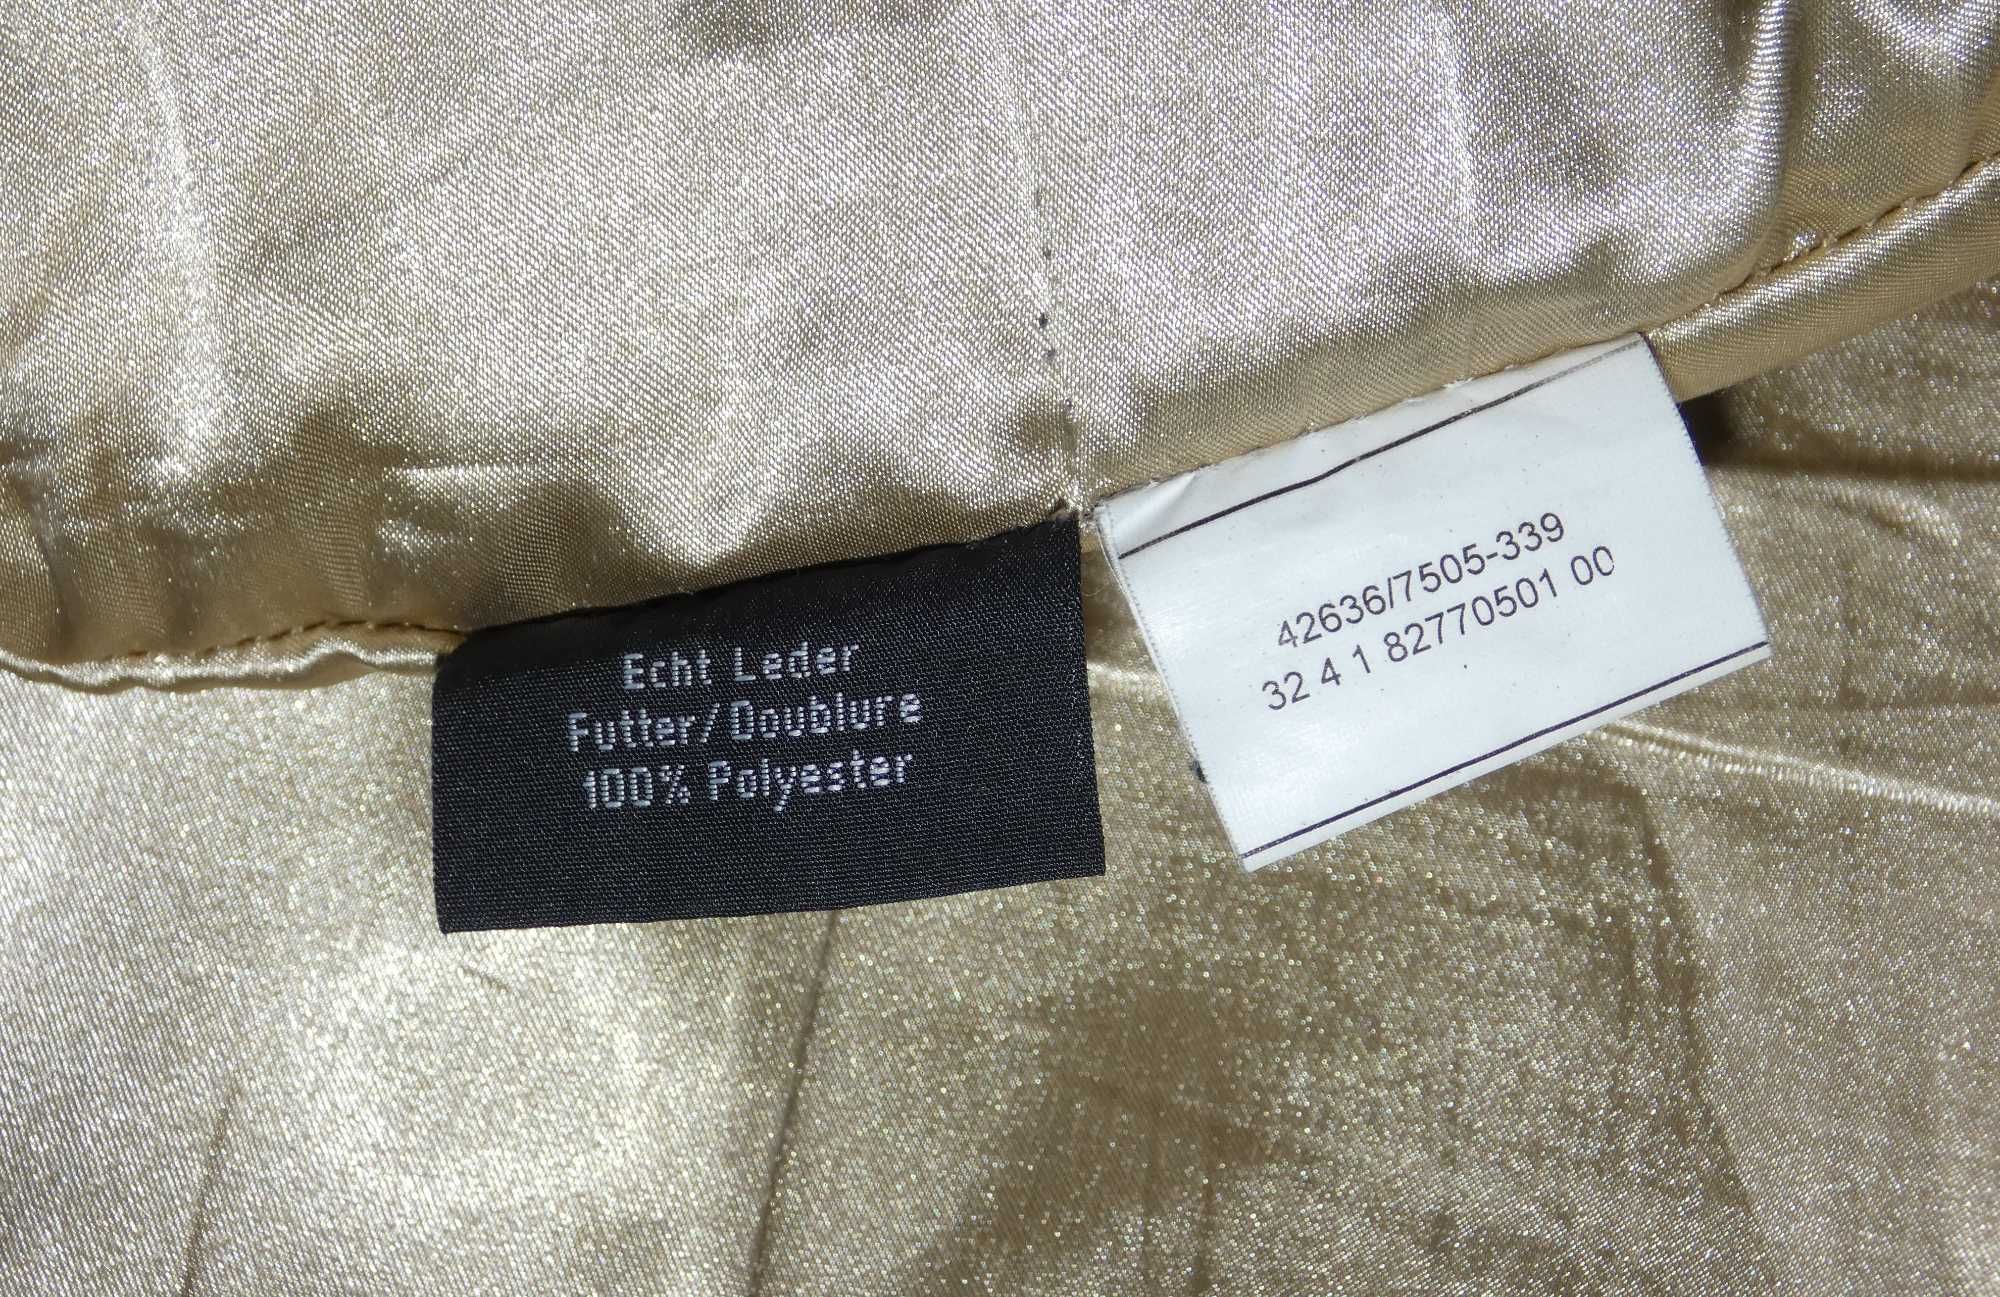 Echt Leder
Futter/Doublure
100% Polyester
42636/7505-339
32 4 1 82770501 00